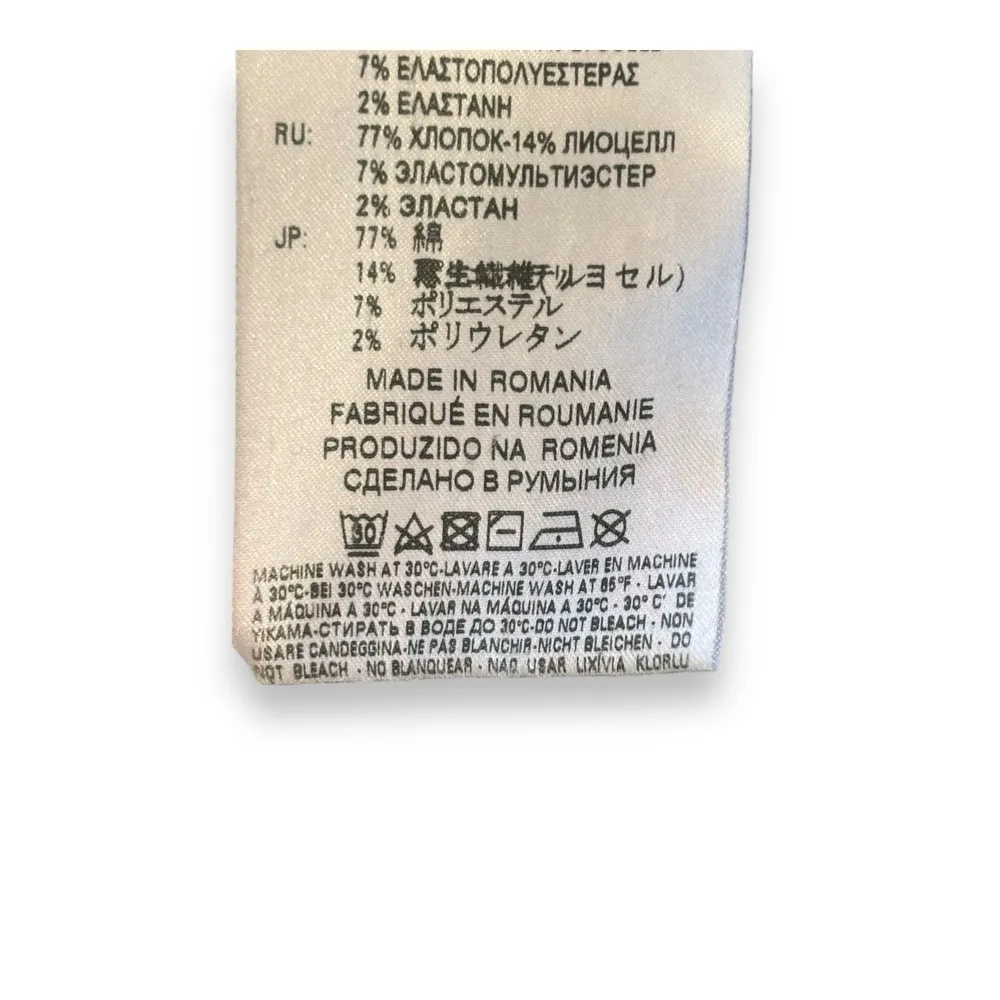 7% ΕΛΑΣΤΟΠΟΛΥΕΣΤΕΡΑΣ
2% ΕΛΑΣΤΑΝΗ
RU: 77% ХЛОПОК-14% ЛИОЦЕЛЛ
7% ЭЛАСТОМУЛЬТИЭСТЕР
2% ЭЛАСТАН
JP: 77% 綿
14% セル)
7% ポリエステル
2% ポリウレタン
MADE IN ROMANIA
FABRIQUÉ EN ROUMANIE
PRODUZIDO NA ROMENIA
СДЕЛАНО В РУМЫНИЯ
30
MACHINE WASH AT 30°C-LAVARE A 30°C-LAVER EN MACHINE
A 30°C-BEI 30°C WASCHEN-MACHINE WASH AT 86°F - LAVAR
A MÁQUINA A 30°C - LAVAR NA MÁQUINA A 30°C - 30° C' DE
YIKAMA-СТИРАТЬ В ВОДЕ ДО 30°C-DO NOT BLEACH - NON
USARE CANDEGGINA-NE PAS BLANCHIR-NICHT BLEICHEN - DO
NOT BLEACH - NO BLANQUEAR - NAO USAR LIXÍVIA KLORLU